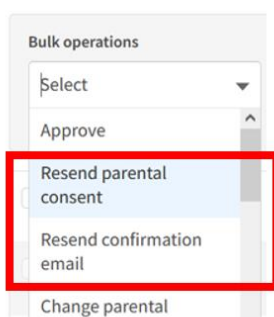 Bulk operations
Select
Approve
Resend parental
consent
Resend confirmation
email
Change parental